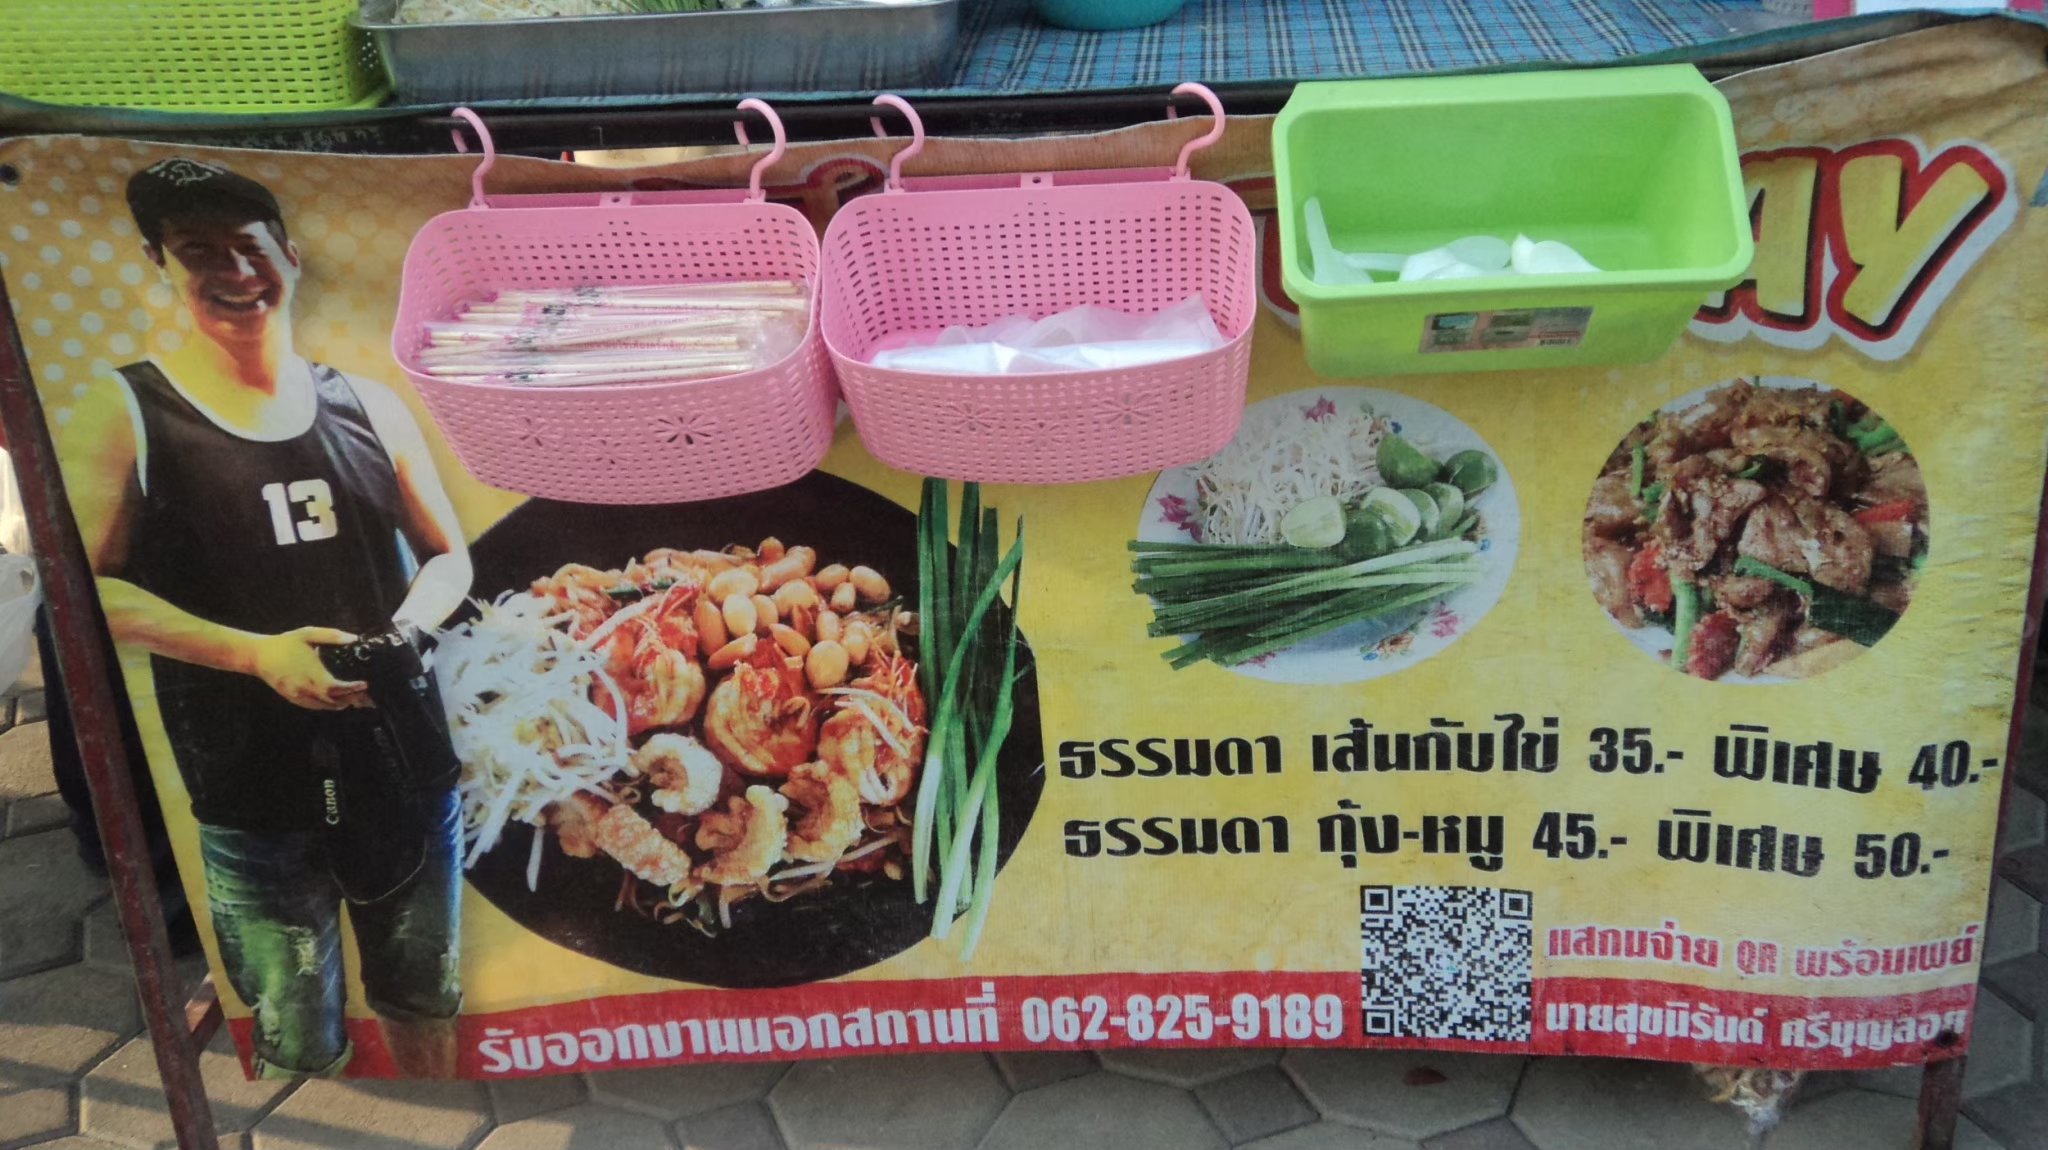 AY
13
Canon
ธรรมดา เส้นกับไข่ 35.- พิเศษ 40.-
ธรรมดา กุ้ง-หมู 45.- พิเศษ 50.-
แสกนจ่าย QR พร้อมเพย์
รับออกงานนอกสถานที่ 062-825-9189
นายสุขนิรันด์ ศรีบุญลอย